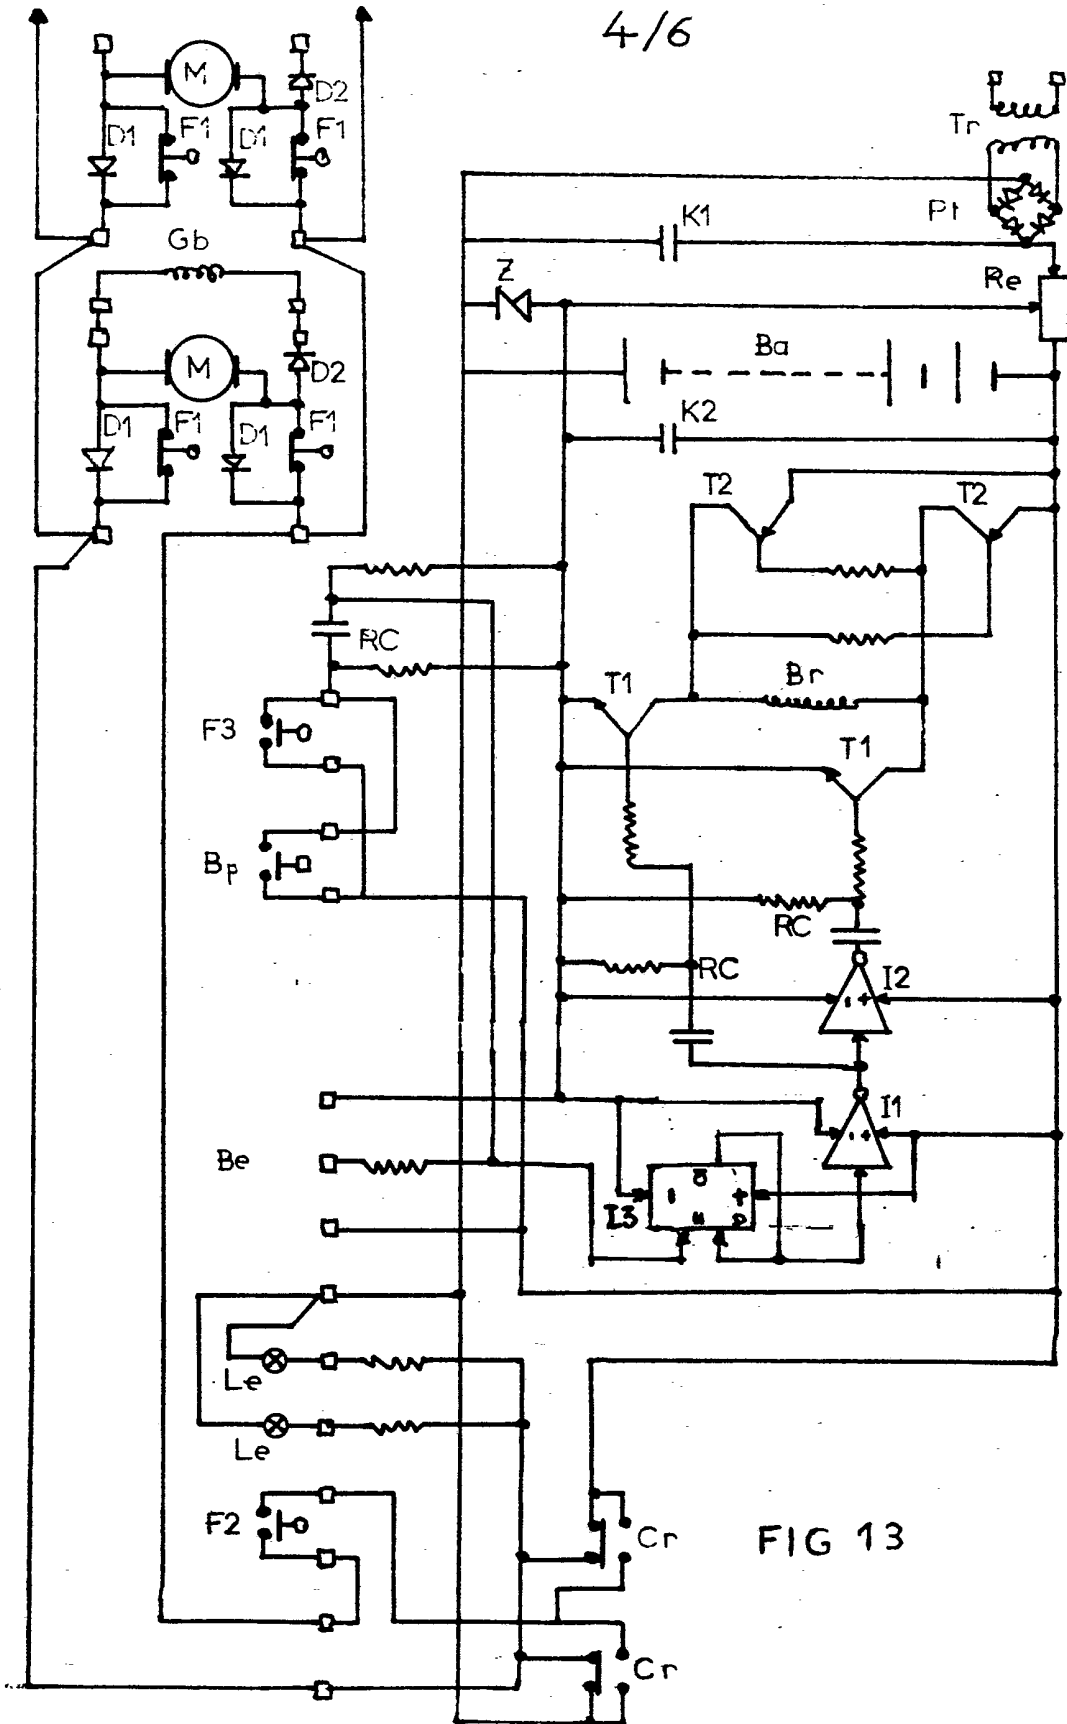 4/6
M
D2
D1
F1
D1
F1
Tr
Pt
K1
Gb
Z
Re
M
D2
Ba
D1
F1
D1
F1
K2
T2
T2
RC
T1
Br
F3
T1
Bp
RC
RC
I2
- +
I1
- +
Be
I3
Le
Le
F2
Cr
FIG 13
Cr